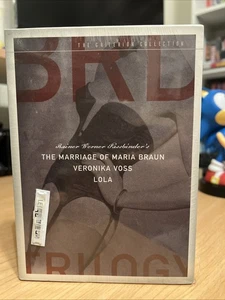 THE CRITERION COLLECTION
BRD
Rainer Werner Fassbinder's
THE MARRIAGE OF MARIA BRAUN
VERONIKA VOSS
LOLA
TRILOGY